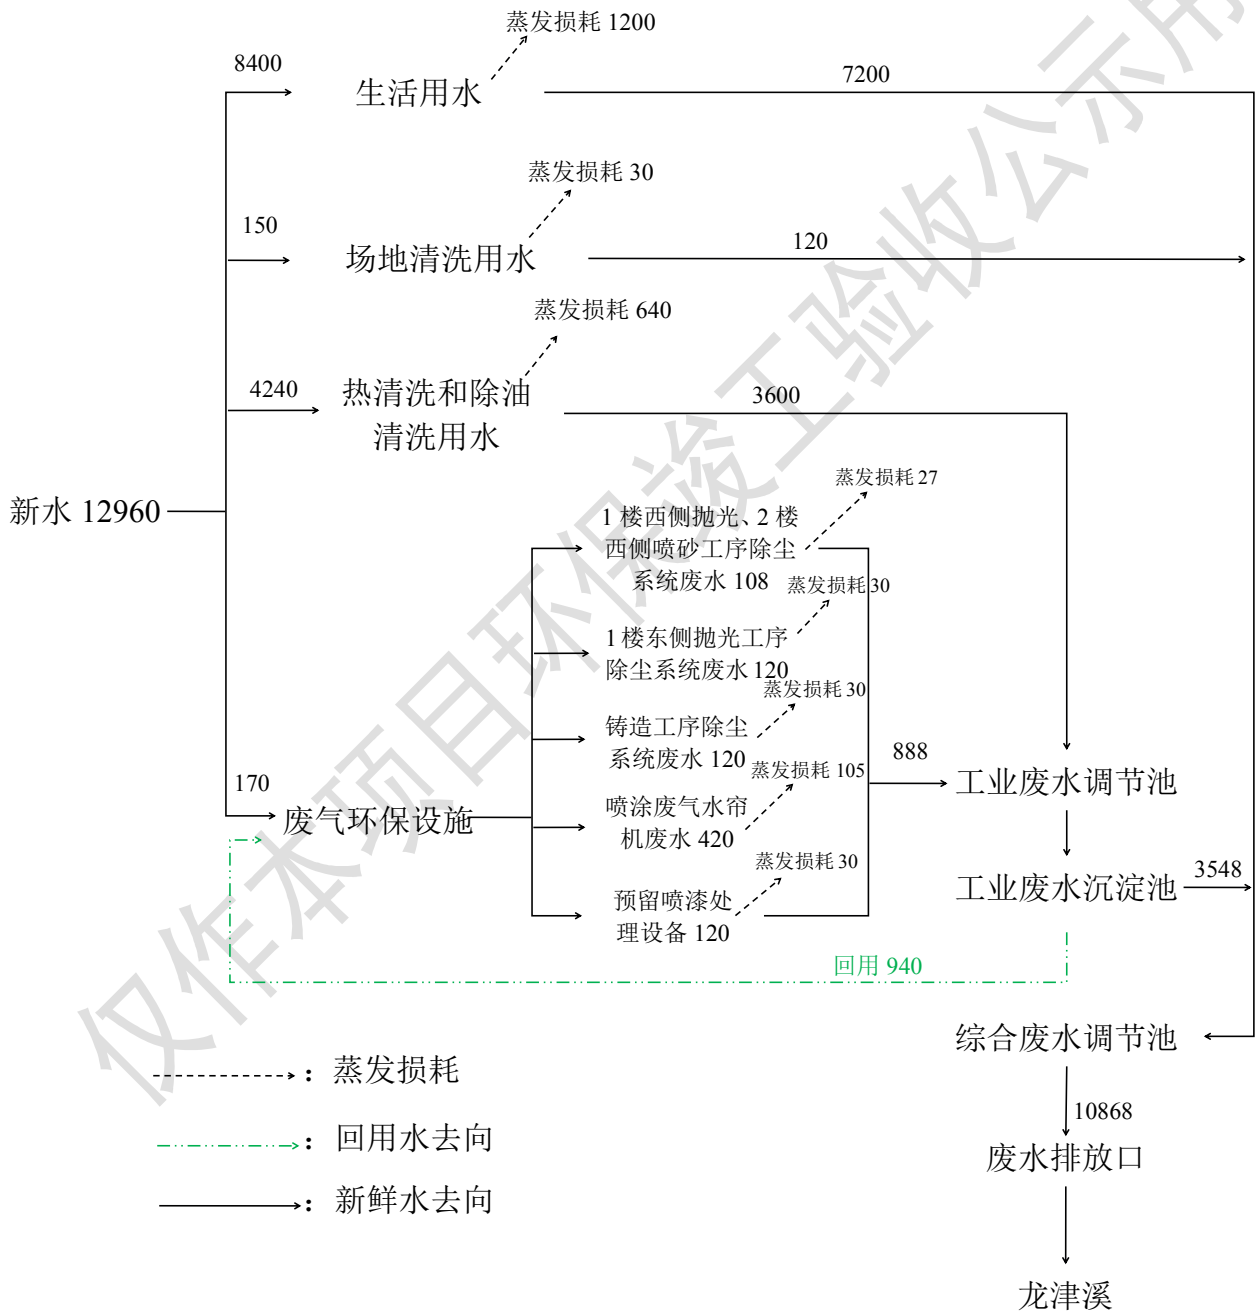 蒸发损耗 1200
8400
生活用水
7200
蒸发损耗 30
150
场地清洗用水
120
蒸发损耗 640
4240
热清洗和除油
清洗用水
3600
新水 12960
蒸发损耗 27
1 楼西侧抛光、2 楼
西侧喷砂工序除尘
系统废水 108
蒸发损耗 30
1 楼东侧抛光工序
除尘系统废水 120
蒸发损耗 30
铸造工序除尘
系统废水 120
888
蒸发损耗 105
170
废气环保设施
喷涂废气水帘
机废水 420
工业废水调节池
蒸发损耗 30
预留喷漆处
理设备 120
工业废水沉淀池
3548
回用 940
综合废水调节池
：蒸发损耗
10868
：回用水去向
废水排放口
：新鲜水去向
龙津溪
仅作本项目环保竣工验收公示用